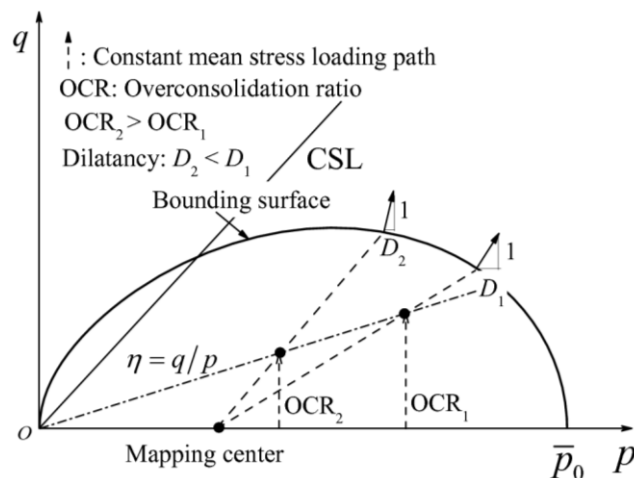 q
: Constant mean stress loading path
OCR: Overconsolidation ratio
OCR₂ > OCR₁
Dilatancy: D₂ < D₁
CSL
Bounding surface
1
1
D₂
D₁
η = q/p
OCR₂
OCR₁
O
Mapping center
p̅₀
p